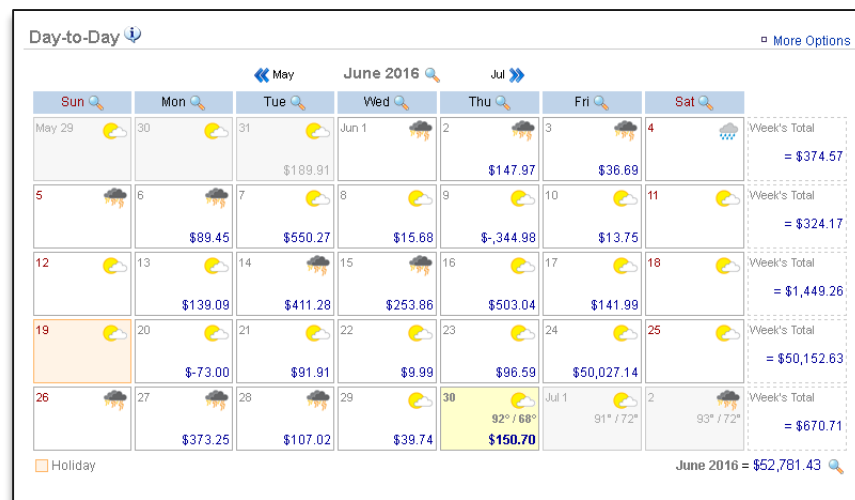 Day-to-Day
More Options
May June 2016 Jul
Sun Mon Tue Wed Thu Fri Sat
May 29 30 31 Jun 1 2 3 4 Week's Total
$189.91 $147.97 $36.69 = $374.57
5 6 7 8 9 10 11 Week's Total
$89.45 $550.27 $15.68 $-,344.98 $13.75 = $324.17
12 13 14 15 16 17 18 Week's Total
$139.09 $411.28 $253.86 $503.04 $141.99 = $1,449.26
19 20 21 22 23 24 25 Week's Total
$-73.00 $91.91 $9.99 $96.59 $50,027.14 = $50,152.63
26 27 28 29 30 Jul 1 2 Week's Total
92° / 68° 91° / 72° 93° / 72°
$373.25 $107.02 $39.74 $150.70 = $670.71
Holiday June 2016 = $52,781.43